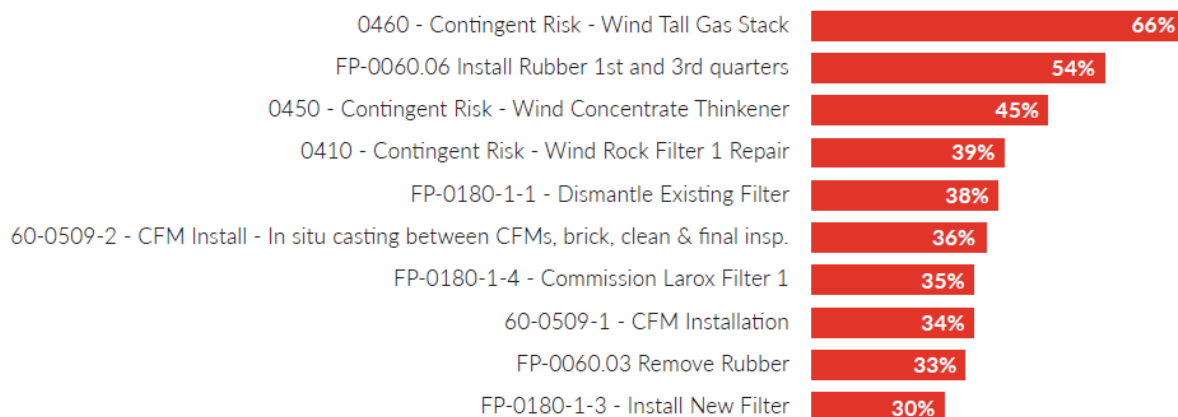 0460 - Contingent Risk - Wind Tall Gas Stack 66%
FP-0060.06 Install Rubber 1st and 3rd quarters 54%
0450 - Contingent Risk - Wind Concentrate Thinkener 45%
0410 - Contingent Risk - Wind Rock Filter 1 Repair 39%
FP-0180-1-1 - Dismantle Existing Filter 38%
60-0509-2 - CFM Install - In situ casting between CFMs, brick, clean & final insp. 36%
FP-0180-1-4 - Commission Larox Filter 1 35%
60-0509-1 - CFM Installation 34%
FP-0060.03 Remove Rubber 33%
FP-0180-1-3 - Install New Filter 30%